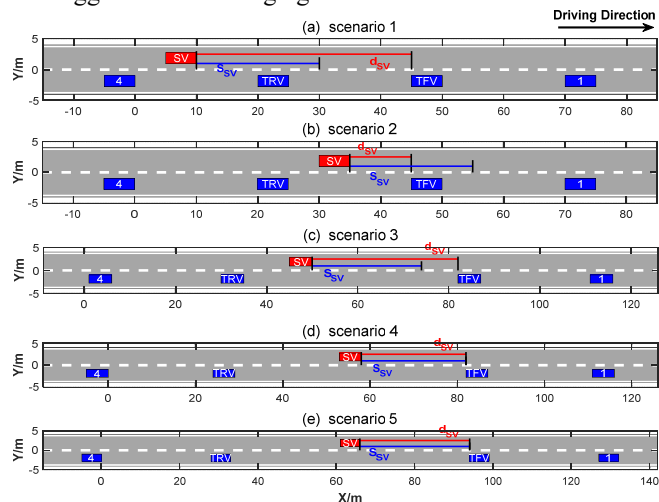 (a) scenario 1
Driving Direction
Y/m
5
0
-5
SV
S_SV
d_SV
4
TRV
TFV
1
-10 0 10 20 30 40 50 60 70 80
(b) scenario 2
Y/m
5
0
-5
d_SV
SV
S_SV
4
TRV
TFV
1
-10 0 10 20 30 40 50 60 70 80
(c) scenario 3
Y/m
5
0
-5
d_SV
SV
S_SV
4
TRV
TFV
1
0 20 40 60 80 100 120
(d) scenario 4
Y/m
5
0
-5
d_SV
SV
S_SV
4
TRV
TFV
1
0 20 40 60 80 100 120
(e) scenario 5
Y/m
5
0
-5
d_SV
SV
S_SV
4
TRV
TFV
1
0 20 40 60 80 100 120 140
X/m